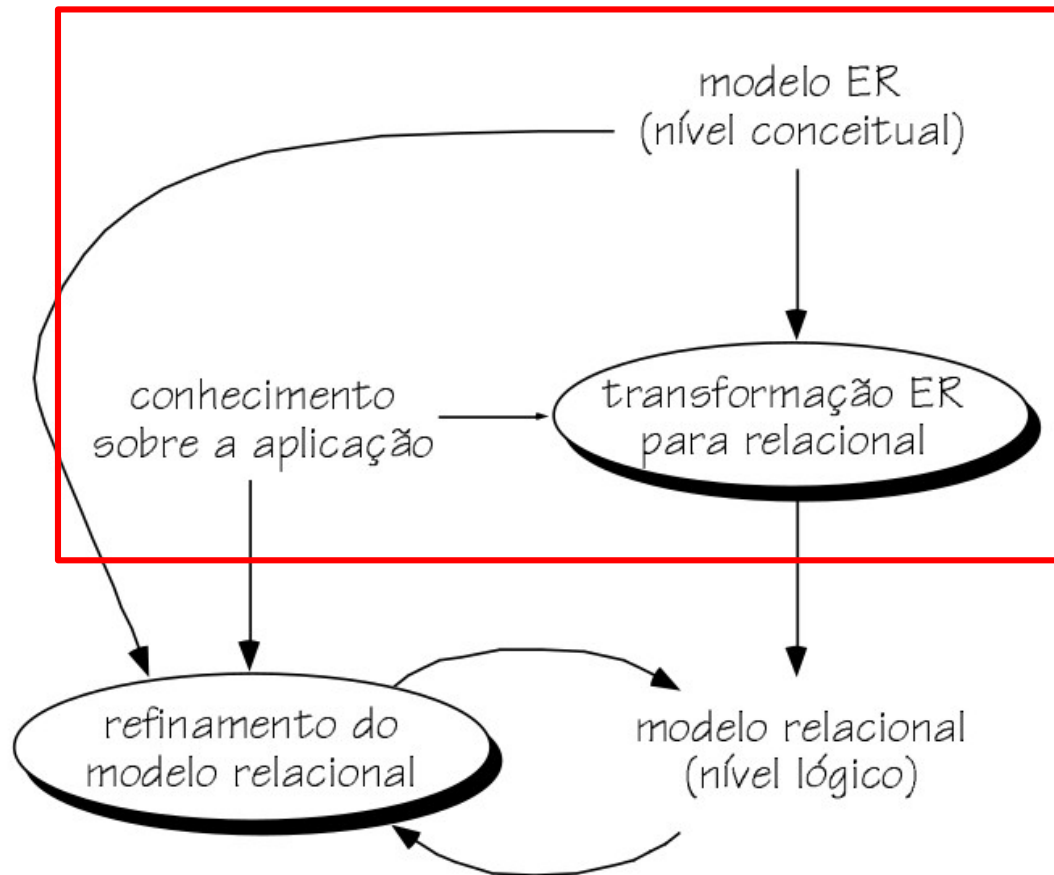 modelo ER
(nível conceitual)
conhecimento
sobre a aplicação
transformação ER
para relacional
refinamento do
modelo relacional
modelo relacional
(nível lógico)